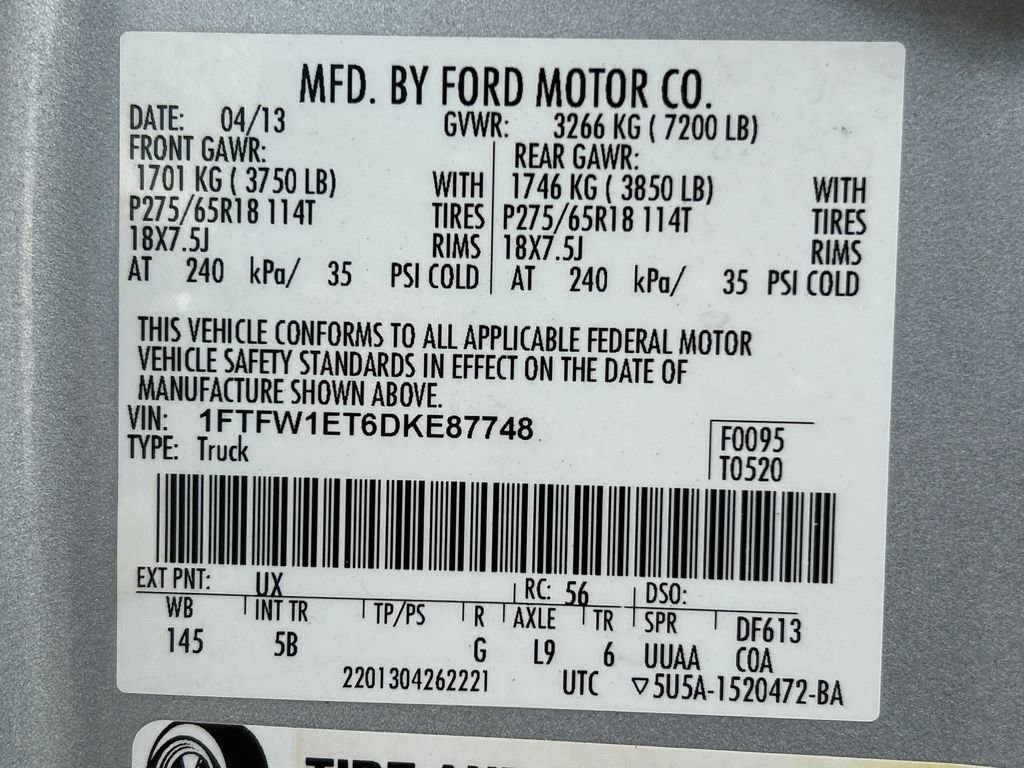 MFD. BY FORD MOTOR CO.
DATE: 04/13 GVWR: 3266 KG ( 7200 LB)
FRONT GAWR: REAR GAWR:
1701 KG ( 3750 LB) WITH 1746 KG ( 3850 LB) WITH
P275/65R18 114T TIRES P275/65R18 114T TIRES
18X7.5J RIMS 18X7.5J RIMS
AT 240 kPa/ 35 PSI COLD AT 240 kPa/ 35 PSI COLD
THIS VEHICLE CONFORMS TO ALL APPLICABLE FEDERAL MOTOR
VEHICLE SAFETY STANDARDS IN EFFECT ON THE DATE OF
MANUFACTURE SHOWN ABOVE.
VIN: 1FTFW1ET6DKE87748 F0095
TYPE: Truck T0520
EXT PNT: UX RC: 56 DSO:
WB INT TR TP/PS R AXLE TR SPR DF613
145 5B G L9 6 UUAA COA
2201304262221 UTC ▽5U5A-1520472-BA
TIRE AND